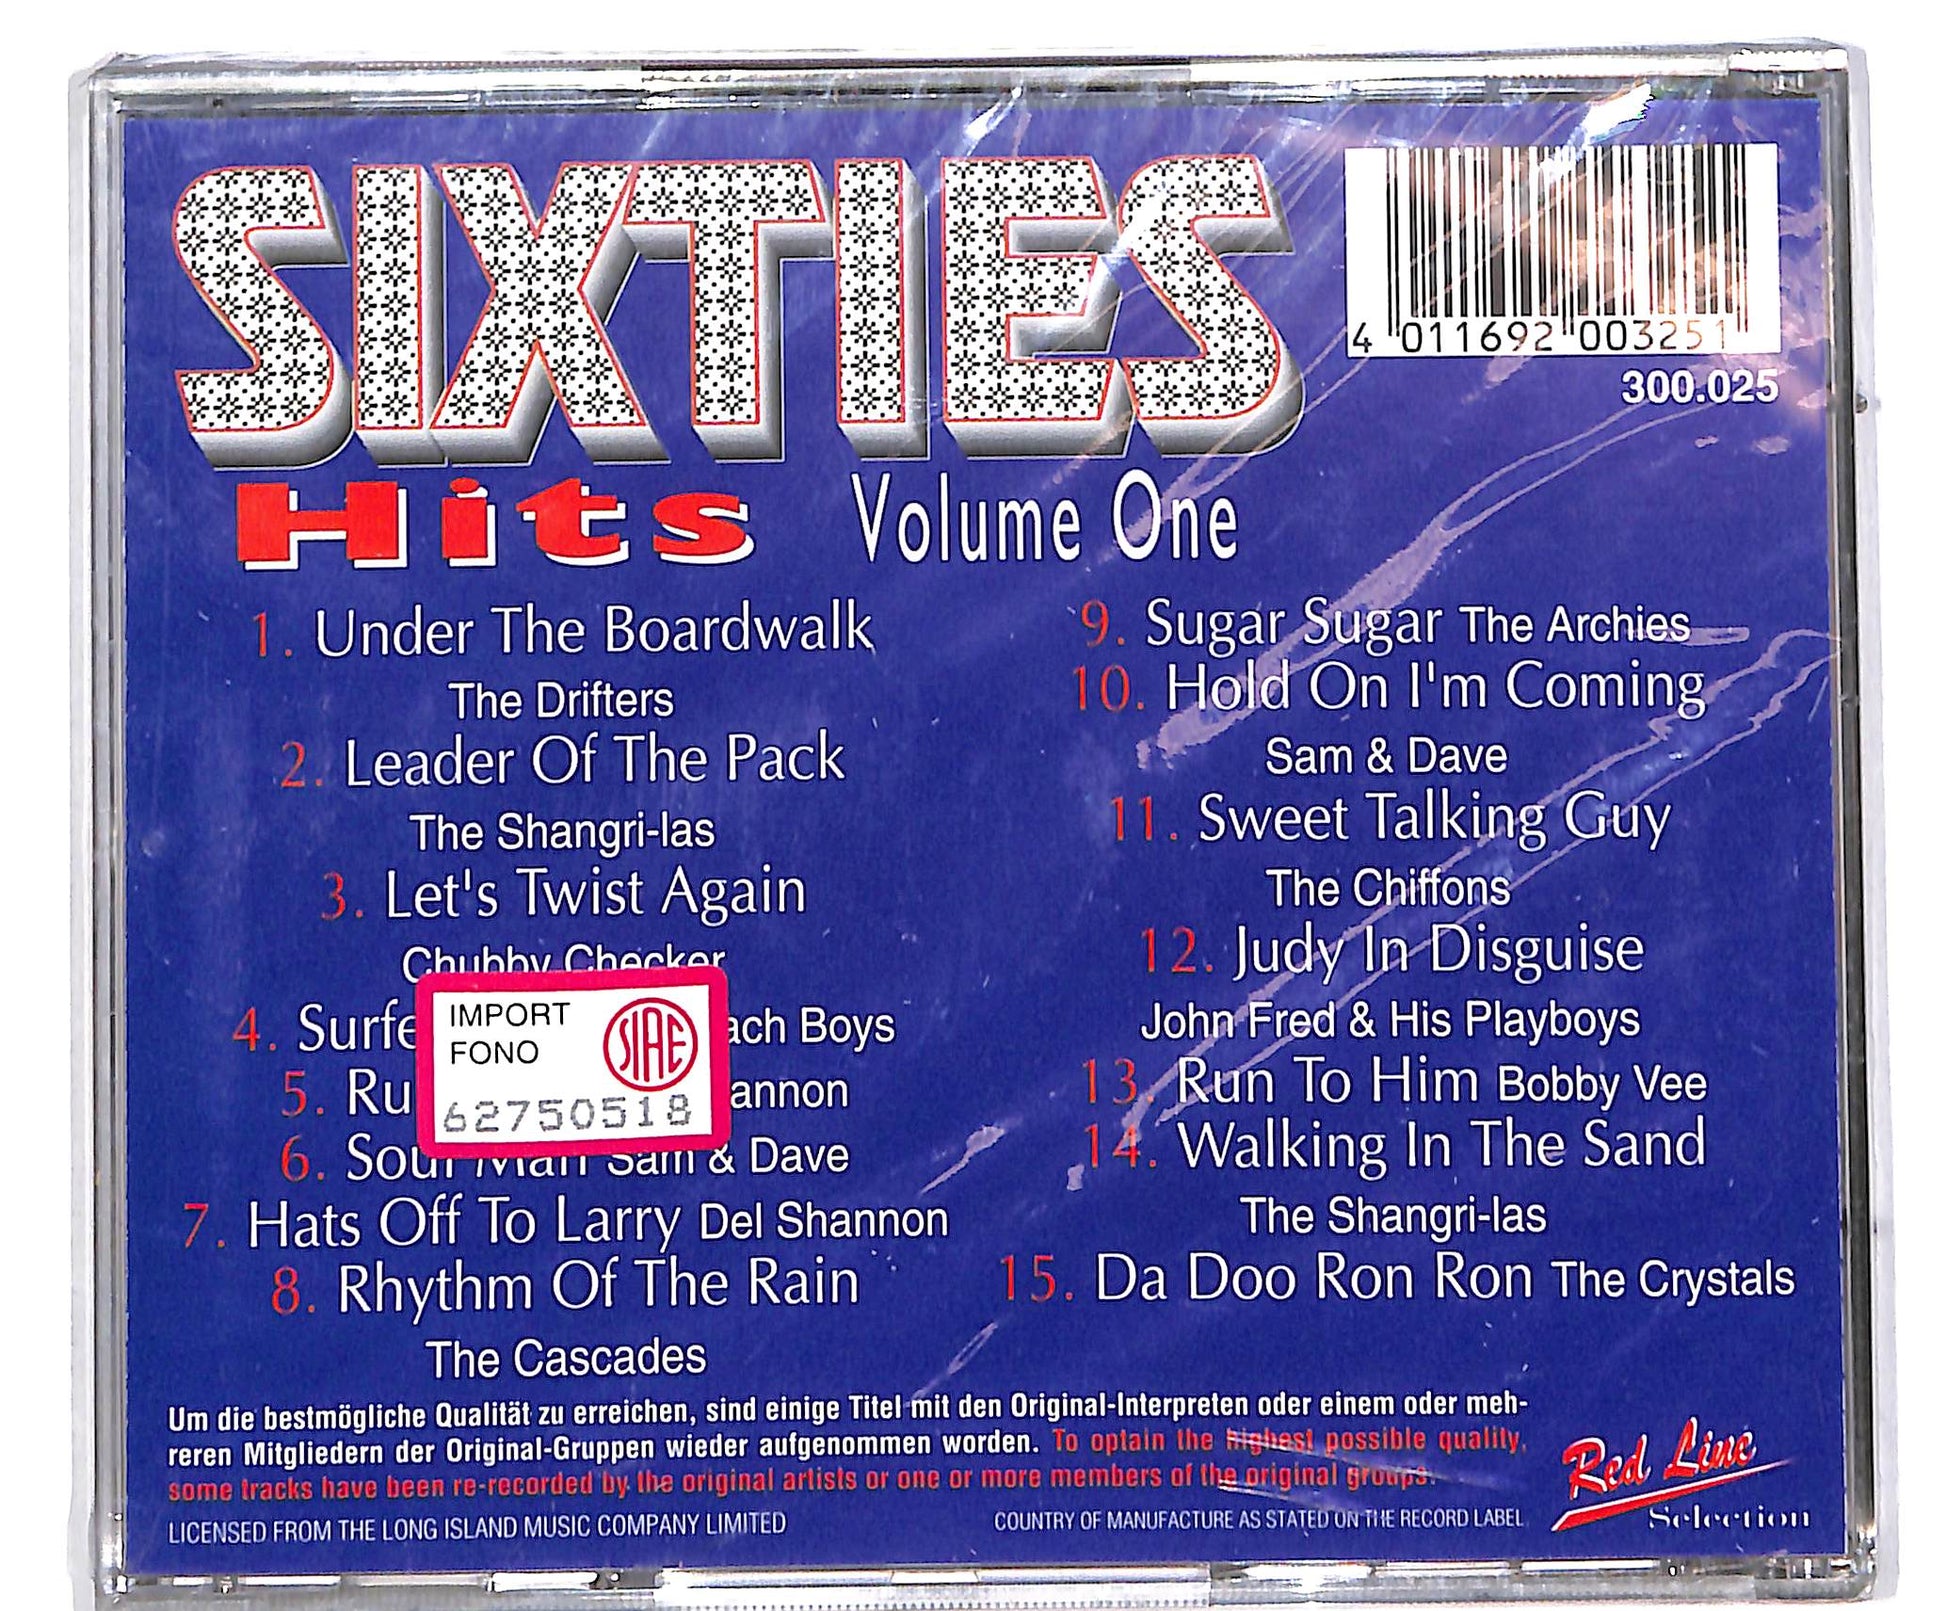 SIXTIES
Hits Volume One
4 011692 003251
300.025
1. Under The Boardwalk
The Drifters
2. Leader Of The Pack
The Shangri-las
3. Let's Twist Again
Chubby Checker
4. Surfe ach Boys
5. Ru annon
6. Soul Man Sam & Dave
7. Hats Off To Larry Del Shannon
8. Rhythm Of The Rain
The Cascades
IMPORT
FONO
SIAE
62750518
9. Sugar Sugar The Archies
10. Hold On I'm Coming
Sam & Dave
11. Sweet Talking Guy
The Chiffons
12. Judy In Disguise
John Fred & His Playboys
13. Run To Him Bobby Vee
14. Walking In The Sand
The Shangri-las
15. Da Doo Ron Ron The Crystals
Um die bestmögliche Qualität zu erreichen, sind einige Titel mit den Original-Interpreten oder einem oder meh-
reren Mitgliedern der Original-Gruppen wieder aufgenommen worden. To optain the highest possible quality,
some tracks have been re-recorded by the original artists or one or more members of the original groups.
LICENSED FROM THE LONG ISLAND MUSIC COMPANY LIMITED
COUNTRY OF MANUFACTURE AS STATED ON THE RECORD LABEL
Red Line
Selection